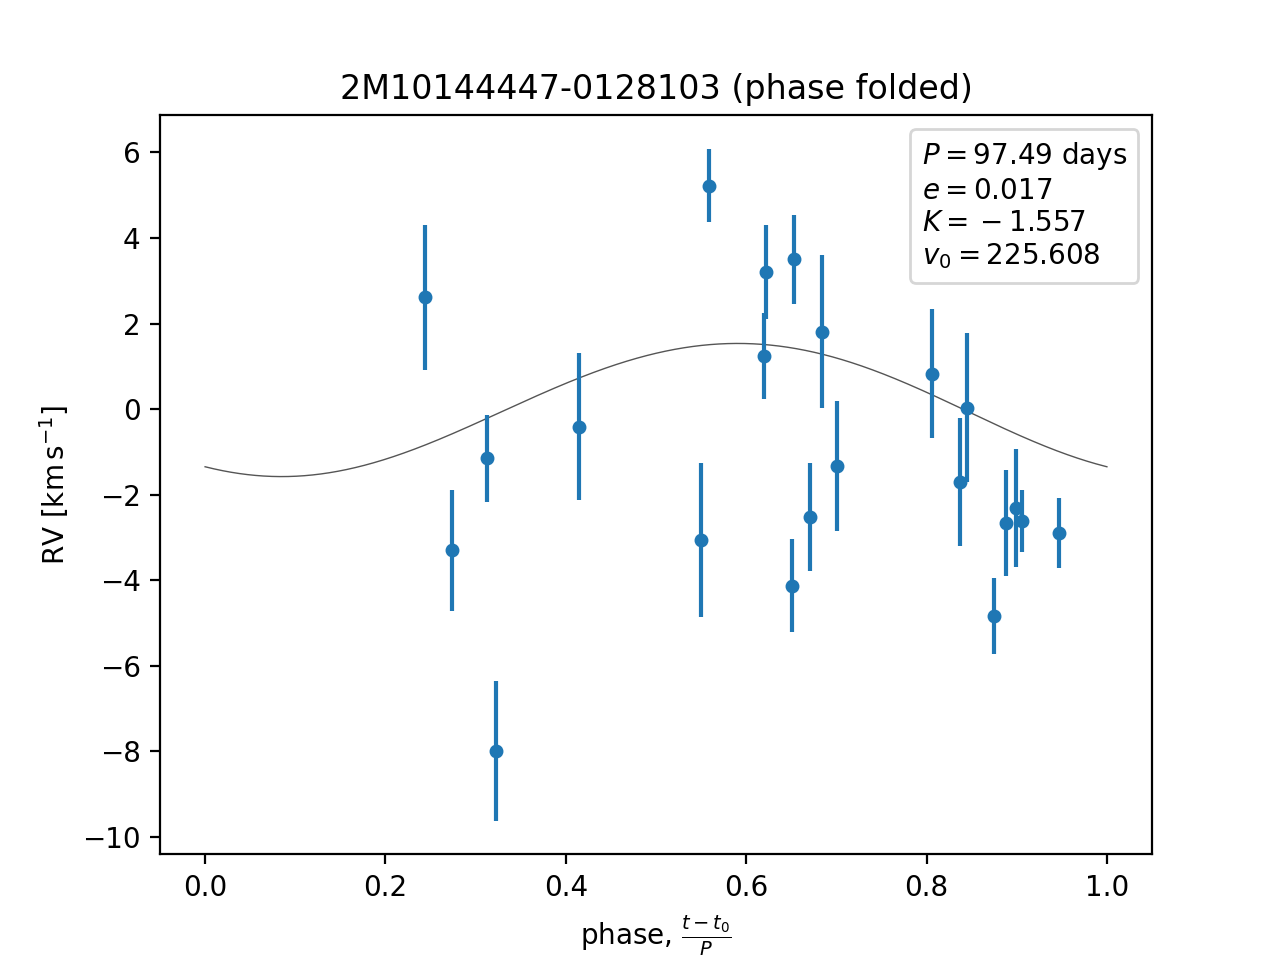 2M10144447-0128103 (phase folded)
P = 97.49 days
e = 0.017
K = − 1.557
v₀ = 225.608
6
4
2
0
−2
−4
−6
−8
−10
RV [km s⁻¹]
0.0 0.2 0.4 0.6 0.8 1.0
phase, (t − t₀)/P